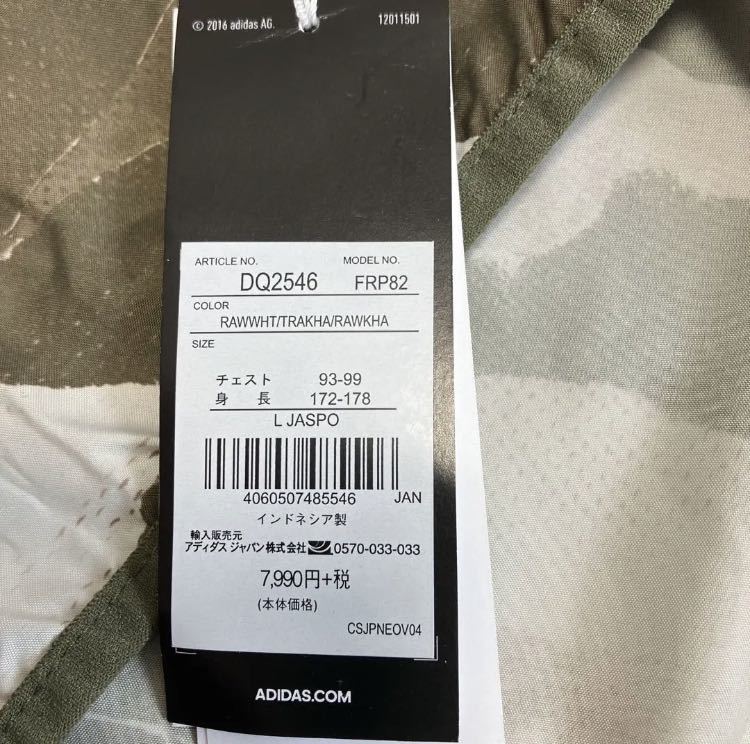 © 2016 adidas AG. 12011501
ARTICLE NO. MODEL NO.
DQ2546 FRP82
COLOR
RAWWHT/TRAKHA/RAWKHA
SIZE
チェスト 93-99
身 長 172-178
L JASPO
4060507485546 JAN
インドネシア製
輸入販売元
アディダス ジャパン株式会社 0570-033-033
7,990円+税
(本体価格)
CSJPNEOV04
ADIDAS.COM